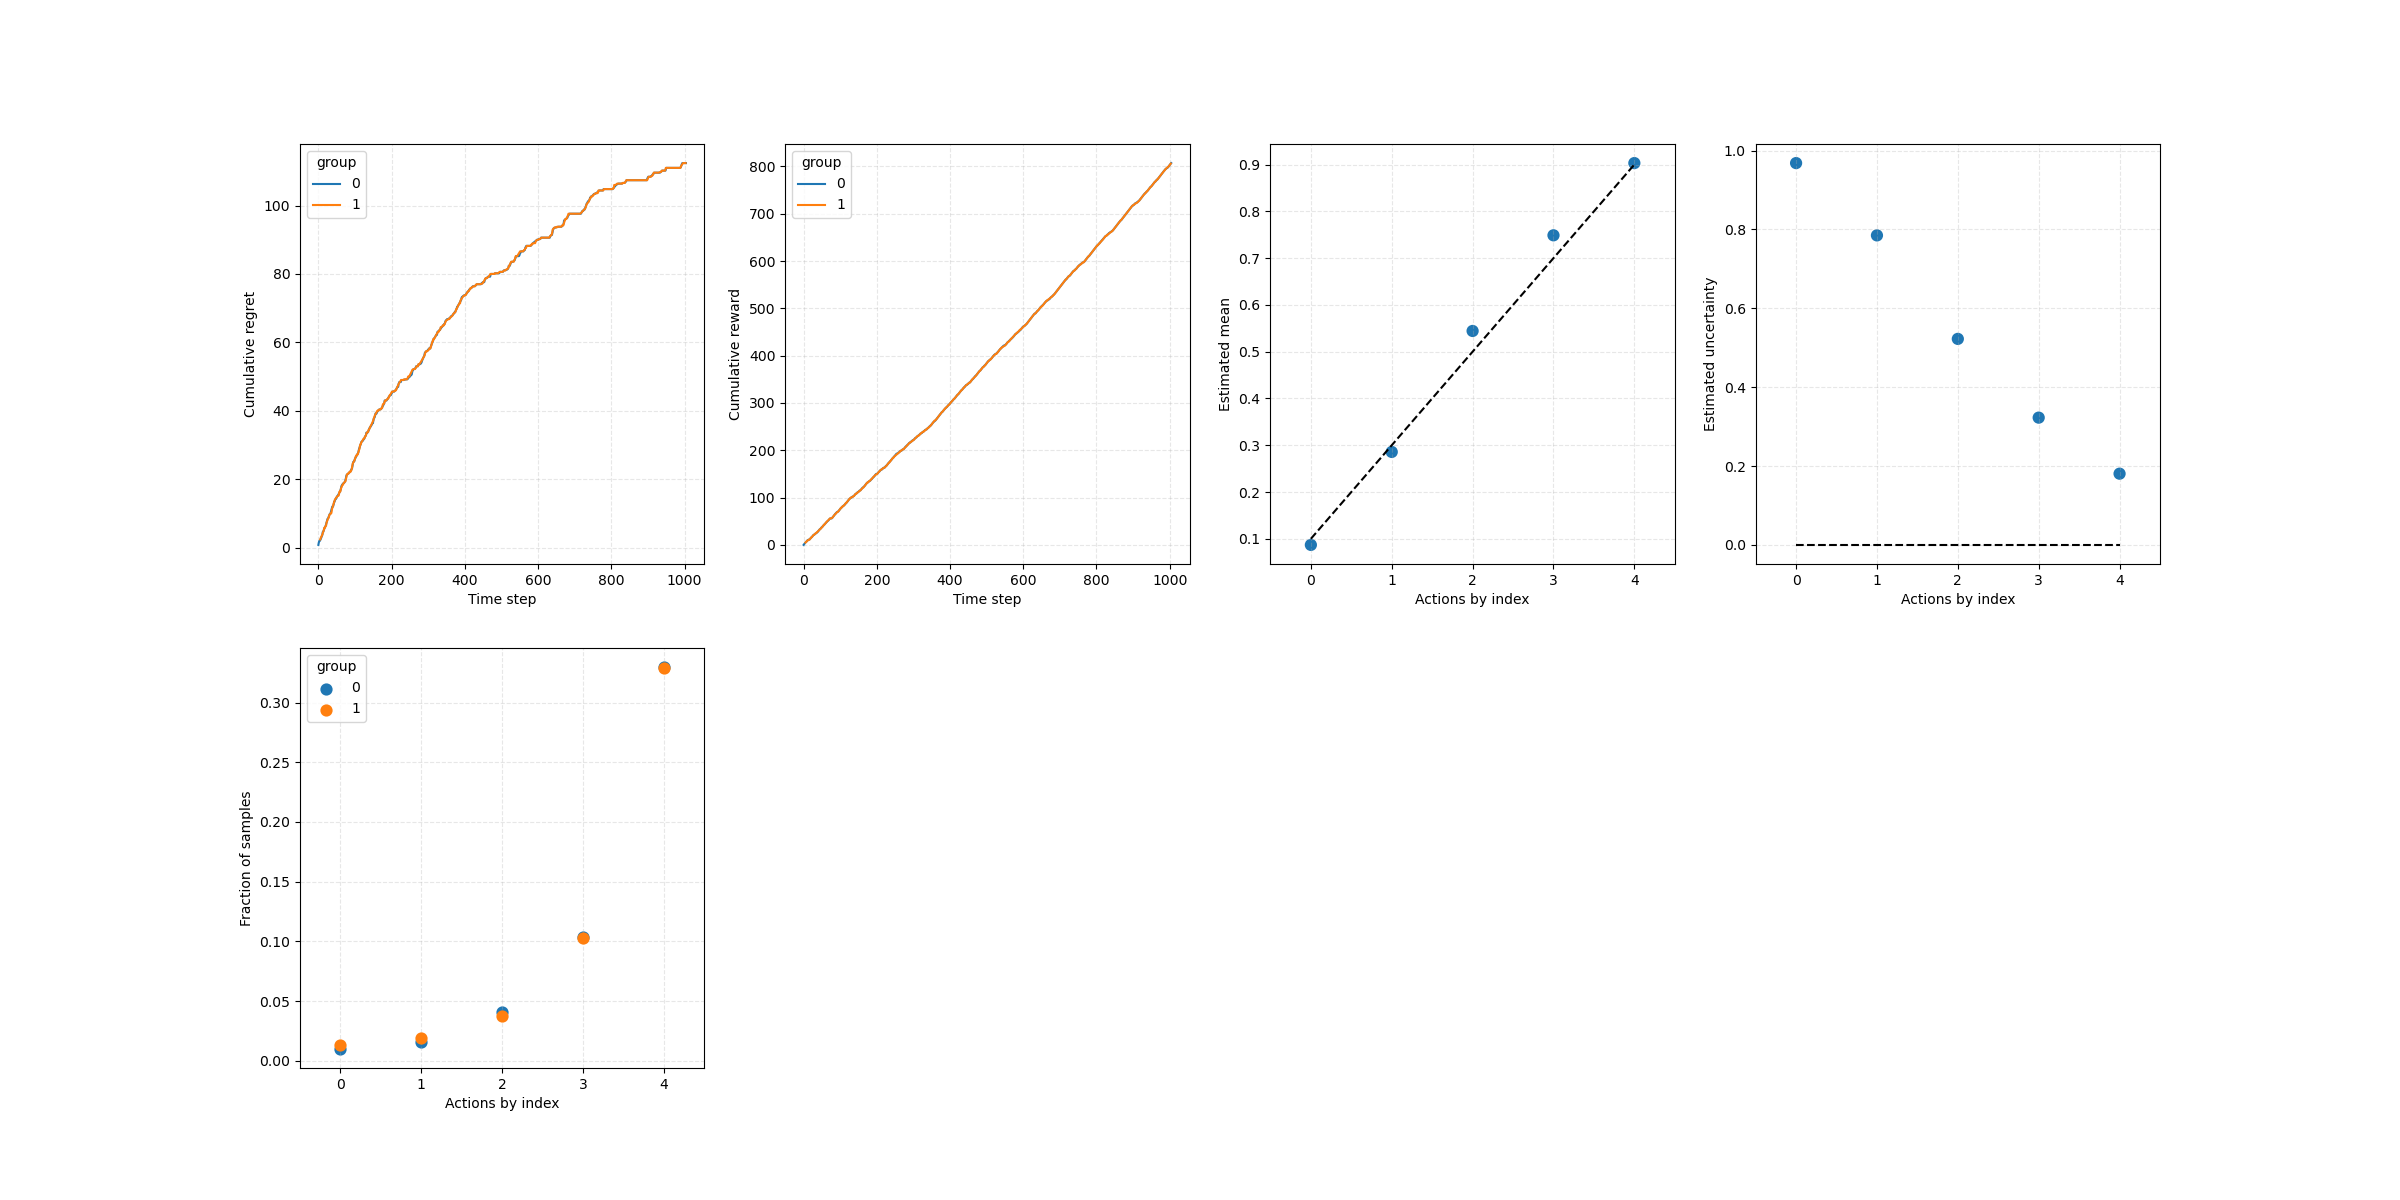 group
0
1
100
80
60
40
20
0
Cumulative regret
0 200 400 600 800 1000
Time step
group
0
1
800
700
600
500
400
300
200
100
0
Cumulative reward
0 200 400 600 800 1000
Time step
0.9
0.8
0.7
0.6
0.5
0.4
0.3
0.2
0.1
Estimated mean
0 1 2 3 4
Actions by index
1.0
0.8
0.6
0.4
0.2
0.0
Estimated uncertainty
0 1 2 3 4
Actions by index
group
0
1
0.30
0.25
0.20
0.15
0.10
0.05
0.00
Fraction of samples
0 1 2 3 4
Actions by index